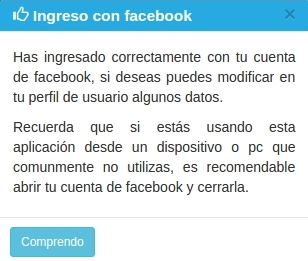 Ingreso con facebook
Has ingresado correctamente con tu cuenta
de facebook, si deseas puedes modificar en
tu perfil de usuario algunos datos.
Recuerda que si estás usando esta
aplicación desde un dispositivo o pc que
comunmente no utilizas, es recomendable
abrir tu cuenta de facebook y cerrarla.
Comprendo